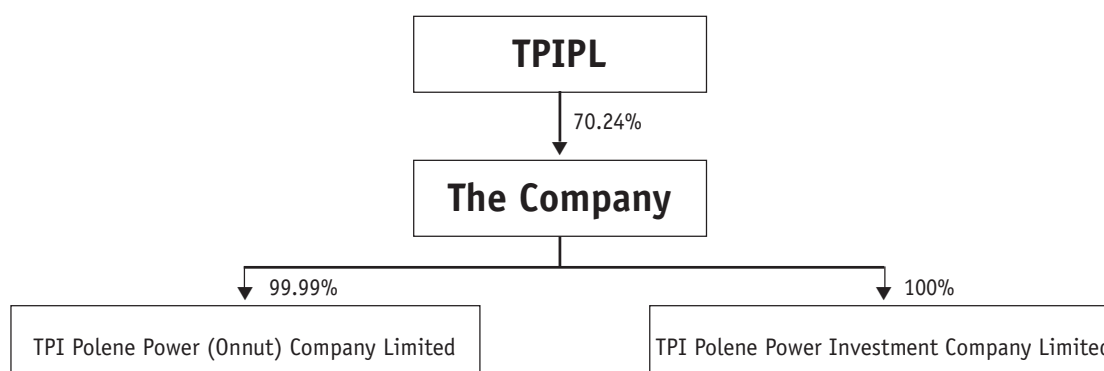 TPIPL
70.24%
The Company
99.99%
100%
TPI Polene Power (Onnut) Company Limited
TPI Polene Power Investment Company Limited